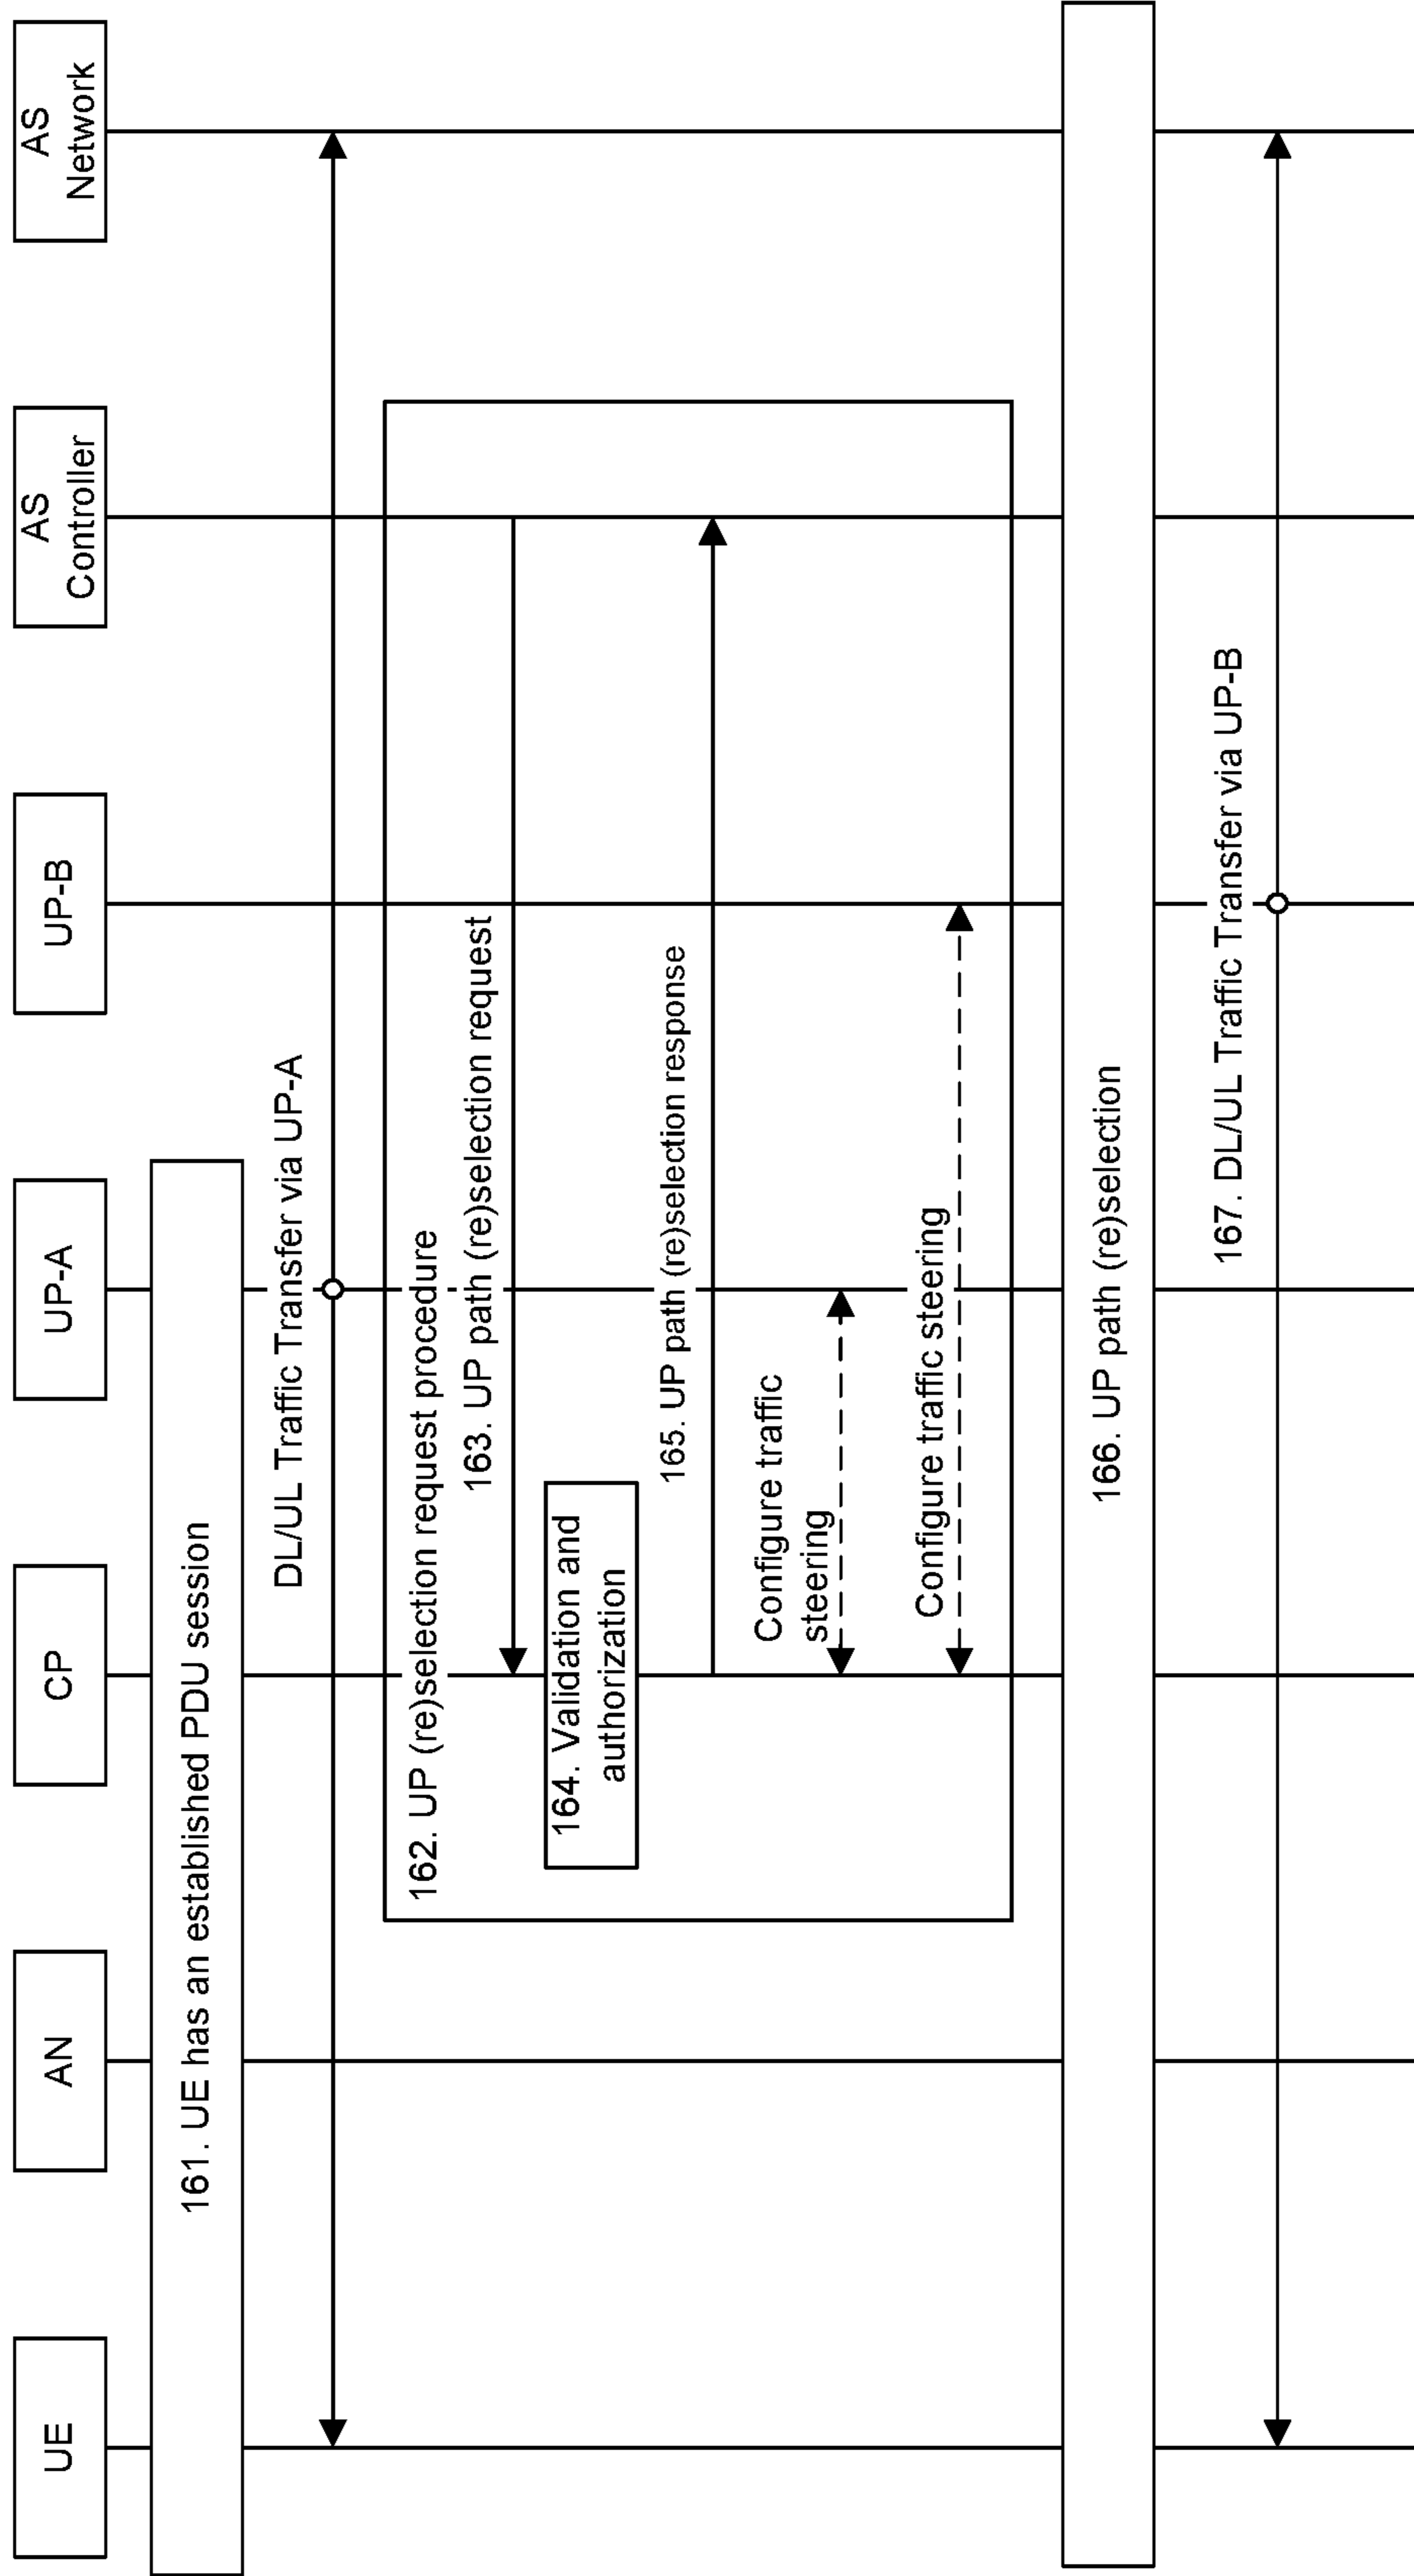 UE
AN
CP
UP-A
UP-B
AS
Controller
AS
Network
161. UE has an established PDU session
DL/UL Traffic Transfer via UP-A
162. UP (re)selection request procedure
163. UP path (re)selection request
164. Validation and
authorization
165. UP path (re)selection response
Configure traffic
steering
Configure traffic steering
166. UP path (re)selection
167. DL/UL Traffic Transfer via UP-B